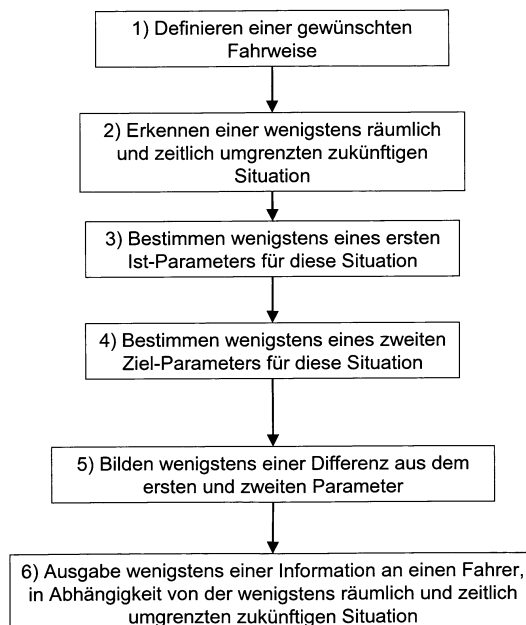 1) Definieren einer gewünschten
Fahrweise
2) Erkennen einer wenigstens räumlich
und zeitlich umgrenzten zukünftigen
Situation
3) Bestimmen wenigstens eines ersten
Ist-Parameters für diese Situation
4) Bestimmen wenigstens eines zweiten
Ziel-Parameters für diese Situation
5) Bilden wenigstens einer Differenz aus dem
ersten und zweiten Parameter
6) Ausgabe wenigstens einer Information an einen Fahrer,
in Abhängigkeit von der wenigstens räumlich und zeitlich
umgrenzten zukünftigen Situation